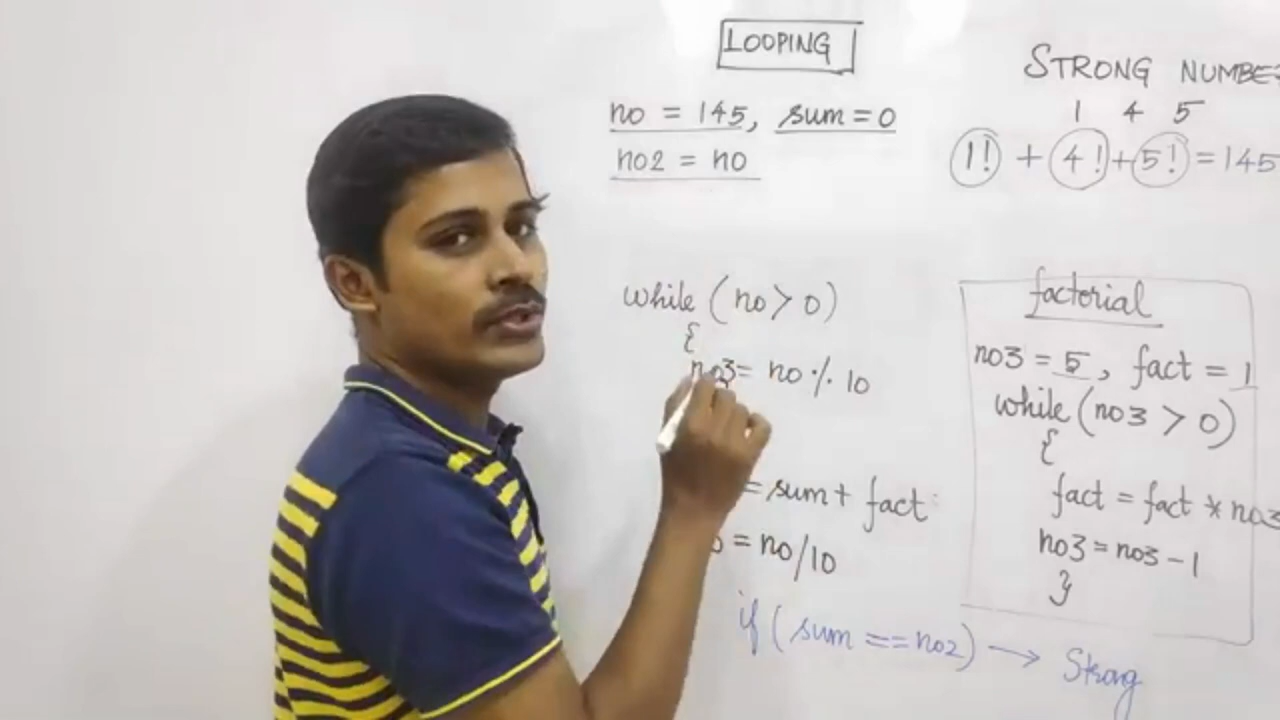 LOOPING
no = 145, sum = 0
no2 = no
while (no > 0)
{
no3 = no % 10
= sum + fact
= no/10
if (sum == no2) → Strong
STRONG NUMBE
1 4 5
1! + 4! + 5! = 145
factorial
no3 = 5, fact = 1
while (no3 > 0)
{
fact = fact * no3
no3 = no3 - 1
}